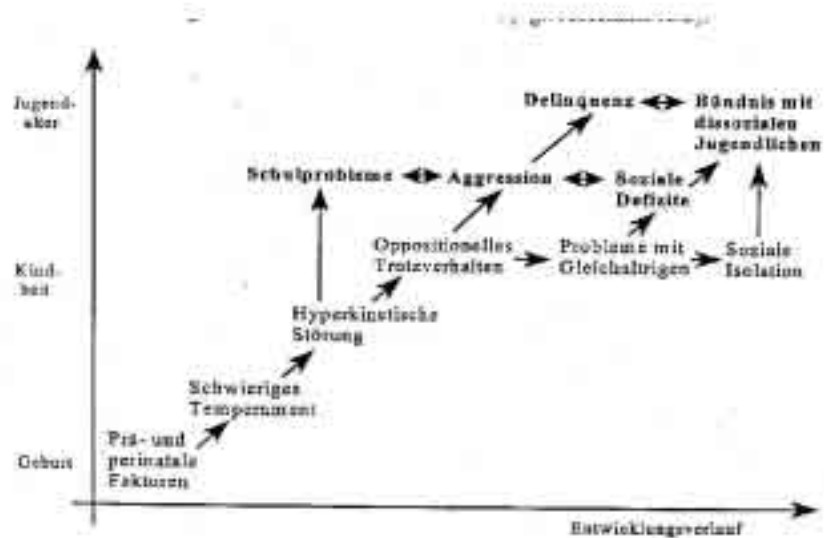 Jugend-
alter
Delinquenz
Bündnis mit
dissozialen
Jugendlichen
Schulprobleme
Aggression
Soziale
Defizite
Oppositionelles
Trotzverhalten
Probleme mit
Gleichaltrigen
Soziale
Isolation
Kind-
heit
Hyperkinetische
Störung
Schwieriges
Temperament
Geburt
Prä- und
perinatale
Faktoren
Entwicklungsverlauf